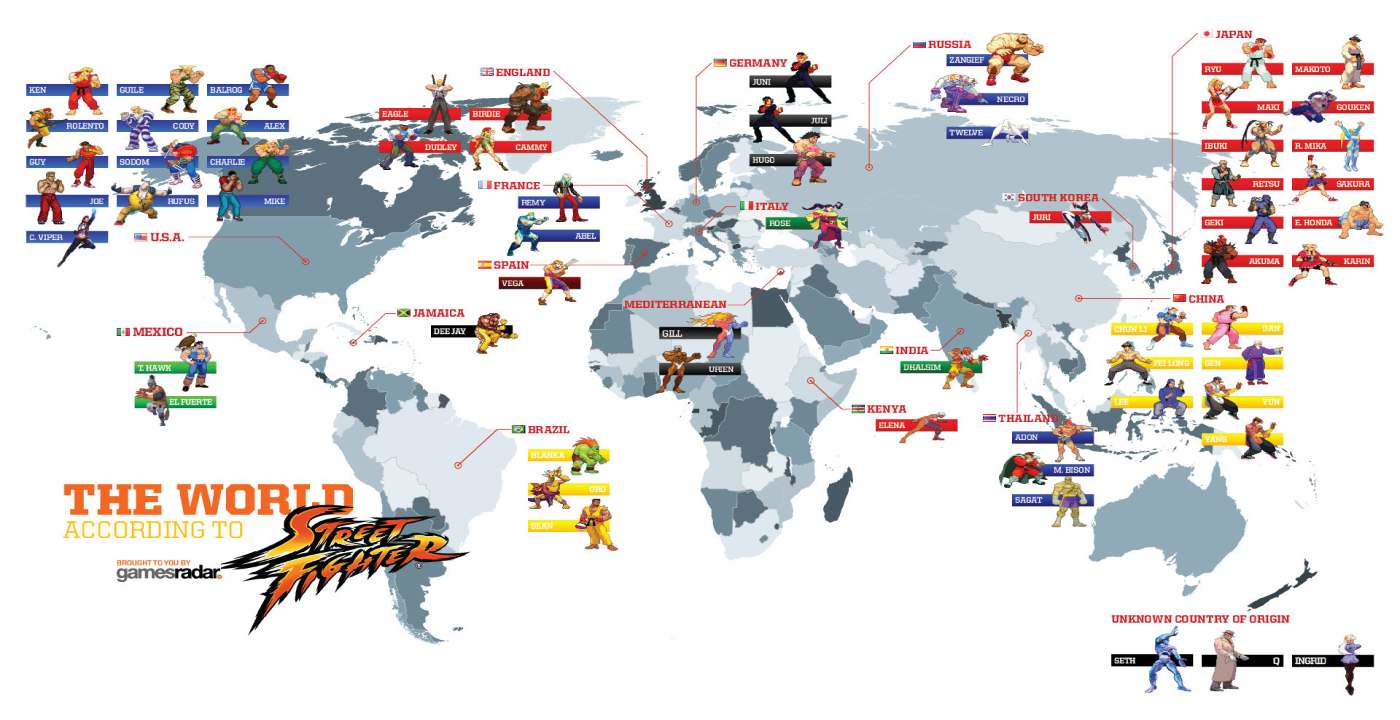 KEN
GUILE
BALROG
ROLENTO
CODY
ALEX
GUY
SODOM
CHARLIE
JOE
RUFUS
MIKE
C. VIPER
U.S.A.
MEXICO
T. HAWK
EL FUERTE
JAMAICA
DEE JAY
BRAZIL
BLANKA
ORO
SEAN
ENGLAND
EAGLE
BIRDIE
DUDLEY
CAMMY
FRANCE
REMY
ABEL
SPAIN
VEGA
GERMANY
JUNI
JULI
HUGO
ITALY
ROSE
MEDITERRANEAN
GILL
URIEN
RUSSIA
ZANGIEF
NECRO
TWELVE
SOUTH KOREA
JURI
INDIA
DHALSIM
KENYA
ELENA
THAILAND
ADON
M. BISON
SAGAT
JAPAN
RYU
MAKOTO
MAKI
GOUKEN
IBUKI
R. MIKA
RETSU
SAKURA
GEKI
E. HONDA
AKUMA
KARIN
CHINA
CHUN LI
DAN
FEI LONG
GEN
LEE
YUN
YANG
THE WORLD
ACCORDING TO
STREET
FIGHTER
BROUGHT TO YOU BY
gamesradar.
UNKNOWN COUNTRY OF ORIGIN
SETH
Q
INGRID